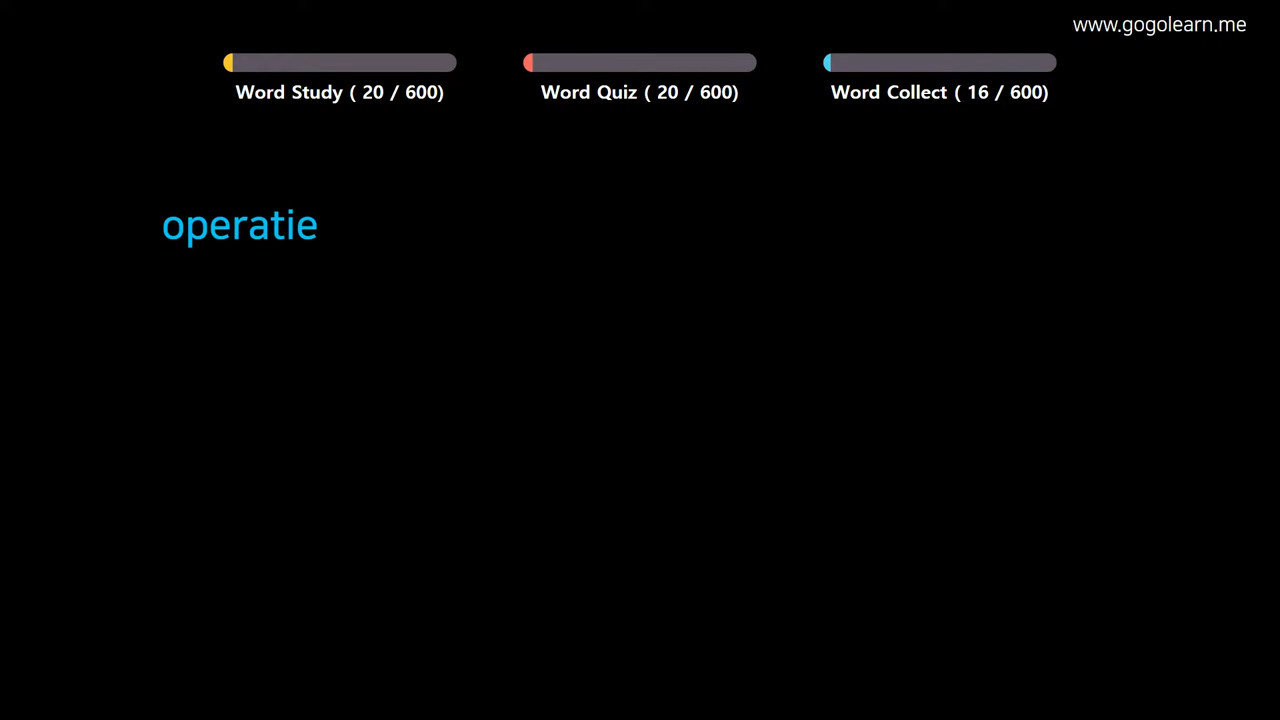 www.gogolearn.me
Word Study ( 20 / 600)
Word Quiz ( 20 / 600)
Word Collect ( 16 / 600)
operatie